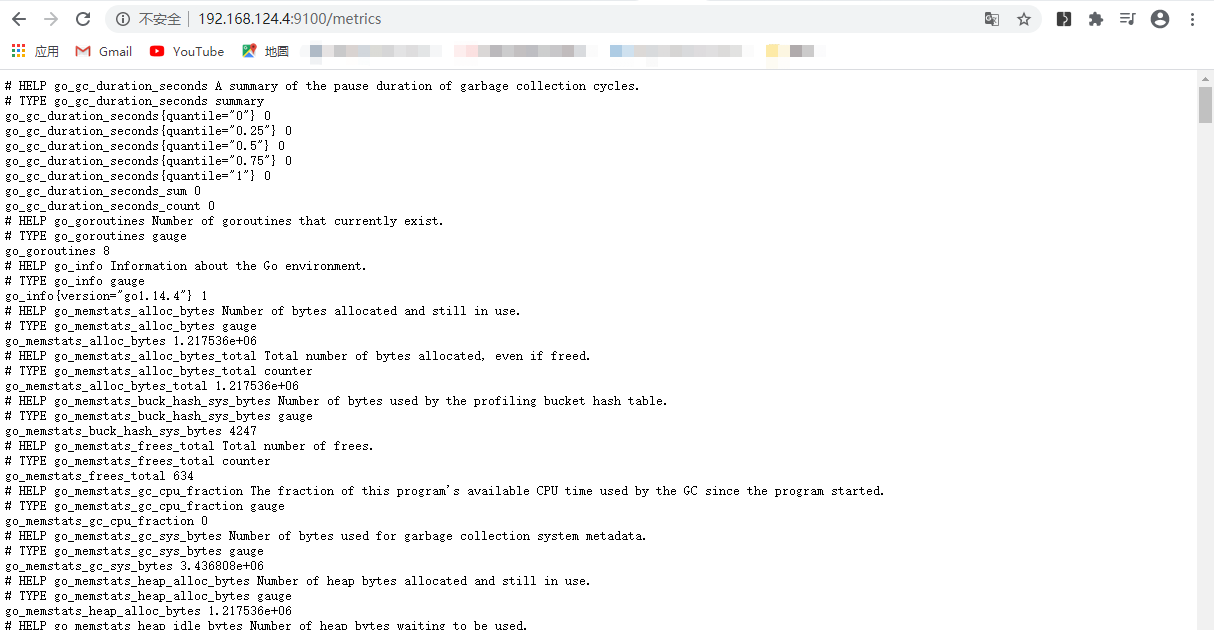 不安全 | 192.168.124.4:9100/metrics
应用 Gmail YouTube 地圖
# HELP go_gc_duration_seconds A summary of the pause duration of garbage collection cycles.
# TYPE go_gc_duration_seconds summary
go_gc_duration_seconds{quantile="0"} 0
go_gc_duration_seconds{quantile="0.25"} 0
go_gc_duration_seconds{quantile="0.5"} 0
go_gc_duration_seconds{quantile="0.75"} 0
go_gc_duration_seconds{quantile="1"} 0
go_gc_duration_seconds_sum 0
go_gc_duration_seconds_count 0
# HELP go_goroutines Number of goroutines that currently exist.
# TYPE go_goroutines gauge
go_goroutines 8
# HELP go_info Information about the Go environment.
# TYPE go_info gauge
go_info{version="go1.14.4"} 1
# HELP go_memstats_alloc_bytes Number of bytes allocated and still in use.
# TYPE go_memstats_alloc_bytes gauge
go_memstats_alloc_bytes 1.217536e+06
# HELP go_memstats_alloc_bytes_total Total number of bytes allocated, even if freed.
# TYPE go_memstats_alloc_bytes_total counter
go_memstats_alloc_bytes_total 1.217536e+06
# HELP go_memstats_buck_hash_sys_bytes Number of bytes used by the profiling bucket hash table.
# TYPE go_memstats_buck_hash_sys_bytes gauge
go_memstats_buck_hash_sys_bytes 4247
# HELP go_memstats_frees_total Total number of frees.
# TYPE go_memstats_frees_total counter
go_memstats_frees_total 634
# HELP go_memstats_gc_cpu_fraction The fraction of this program's available CPU time used by the GC since the program started.
# TYPE go_memstats_gc_cpu_fraction gauge
go_memstats_gc_cpu_fraction 0
# HELP go_memstats_gc_sys_bytes Number of bytes used for garbage collection system metadata.
# TYPE go_memstats_gc_sys_bytes gauge
go_memstats_gc_sys_bytes 3.436808e+06
# HELP go_memstats_heap_alloc_bytes Number of heap bytes allocated and still in use.
# TYPE go_memstats_heap_alloc_bytes gauge
go_memstats_heap_alloc_bytes 1.217536e+06
# HELP go_memstats_heap_idle_bytes Number of heap bytes waiting to be used.